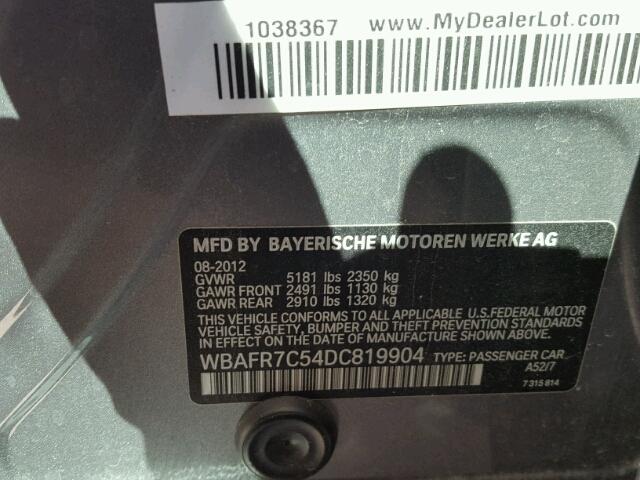 1038367 www.MyDealerLot.com
MFD BY BAYERISCHE MOTOREN WERKE AG
08-2012
GVWR 5181 lbs 2350 kg
GAWR FRONT 2491 lbs 1130 kg
GAWR REAR 2910 lbs 1320 kg
THIS VEHICLE CONFORMS TO ALL APPLICABLE U.S.FEDERAL MOTOR
VEHICLE SAFETY, BUMPER AND THEFT PREVENTION STANDARDS IN
EFFECT ON THE DATE OF MANUFACTURE SHOWN ABOVE.
WBAFR7C54DC819904 TYPE: PASSENGER CAR
A52/7
7 315 814